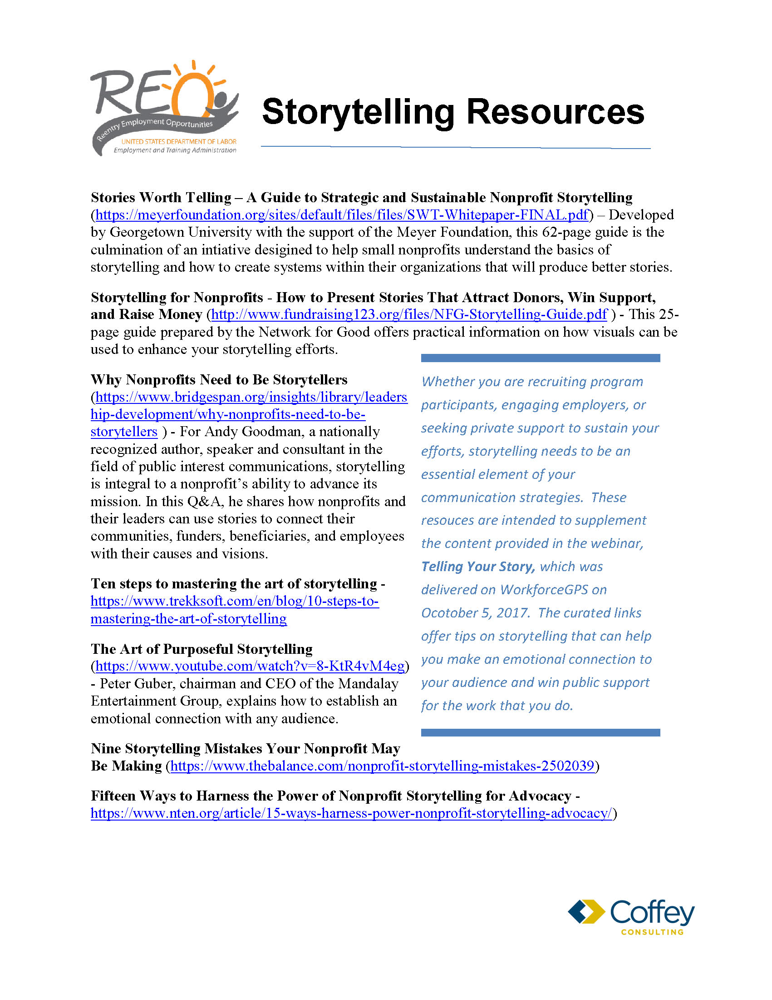 REO
Reentry Employment Opportunities
UNITED STATES DEPARTMENT OF LABOR
Employment and Training Administration
Storytelling Resources
Stories Worth Telling – A Guide to Strategic and Sustainable Nonprofit Storytelling
(https://meyerfoundation.org/sites/default/files/files/SWT-Whitepaper-FINAL.pdf) – Developed
by Georgetown University with the support of the Meyer Foundation, this 62-page guide is the
culmination of an intiative desigined to help small nonprofits understand the basics of
storytelling and how to create systems within their organizations that will produce better stories.
Storytelling for Nonprofits - How to Present Stories That Attract Donors, Win Support,
and Raise Money (http://www.fundraising123.org/files/NFG-Storytelling-Guide.pdf ) - This 25-
page guide prepared by the Network for Good offers practical information on how visuals can be
used to enhance your storytelling efforts.
Why Nonprofits Need to Be Storytellers
(https://www.bridgespan.org/insights/library/leaders
hip-development/why-nonprofits-need-to-be-
storytellers ) - For Andy Goodman, a nationally
recognized author, speaker and consultant in the
field of public interest communications, storytelling
is integral to a nonprofit’s ability to advance its
mission. In this Q&A, he shares how nonprofits and
their leaders can use stories to connect their
communities, funders, beneficiaries, and employees
with their causes and visions.
Ten steps to mastering the art of storytelling -
https://www.trekksoft.com/en/blog/10-steps-to-
mastering-the-art-of-storytelling
The Art of Purposeful Storytelling
(https://www.youtube.com/watch?v=8-KtR4vM4eg)
- Peter Guber, chairman and CEO of the Mandalay
Entertainment Group, explains how to establish an
emotional connection with any audience.
Nine Storytelling Mistakes Your Nonprofit May
Be Making (https://www.thebalance.com/nonprofit-storytelling-mistakes-2502039)
Fifteen Ways to Harness the Power of Nonprofit Storytelling for Advocacy -
https://www.nten.org/article/15-ways-harness-power-nonprofit-storytelling-advocacy/)
Whether you are recruiting program
participants, engaging employers, or
seeking private support to sustain your
efforts, storytelling needs to be an
essential element of your
communication strategies.  These
resouces are intended to supplement
the content provided in the webinar,
Telling Your Story, which was
delivered on WorkforceGPS on
Ocotober 5, 2017.  The curated links
offer tips on storytelling that can help
you make an emotional connection to
your audience and win public support
for the work that you do.
Coffey
CONSULTING